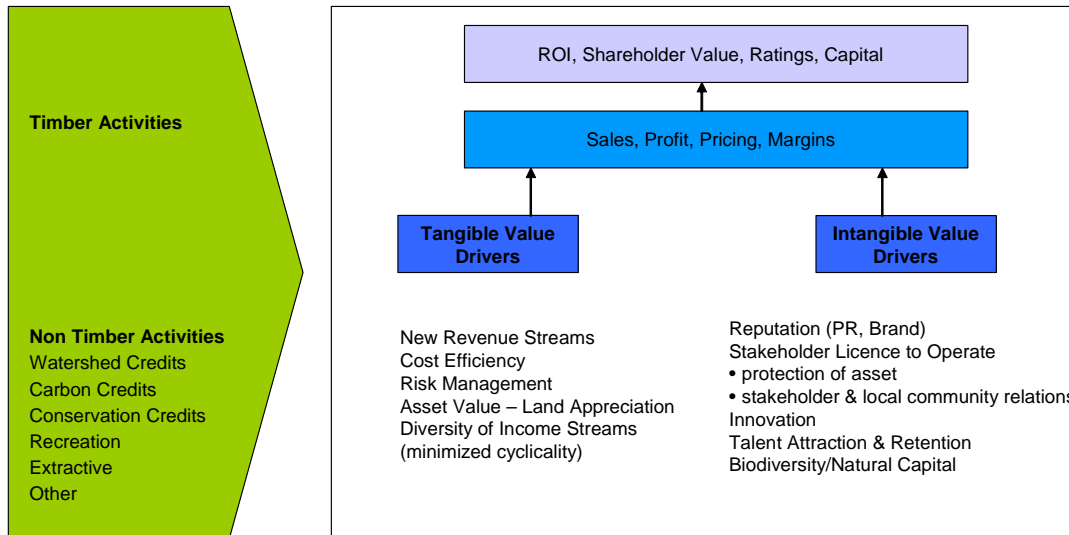 Timber Activities
Non Timber Activities
Watershed Credits
Carbon Credits
Conservation Credits
Recreation
Extractive
Other
ROI, Shareholder Value, Ratings, Capital
Sales, Profit, Pricing, Margins
Tangible Value
Drivers
Intangible Value
Drivers
New Revenue Streams
Cost Efficiency
Risk Management
Asset Value – Land Appreciation
Diversity of Income Streams
(minimized cyclicality)
Reputation (PR, Brand)
Stakeholder Licence to Operate
• protection of asset
• stakeholder & local community relations
Innovation
Talent Attraction & Retention
Biodiversity/Natural Capital